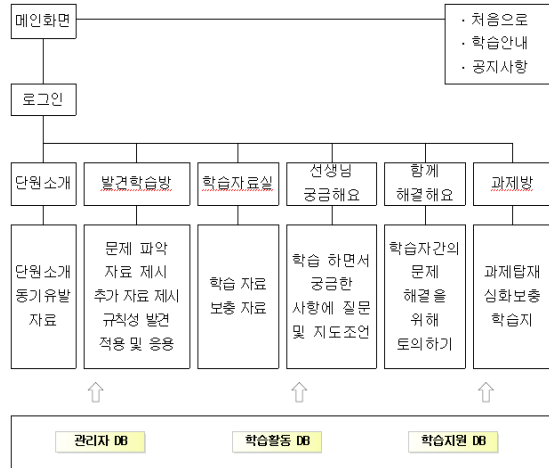 메인화면
· 처음으로
· 학습안내
· 공지사항
로그인
단원소개
발견학습방
학습자료실
선생님
궁금해요
함께
해결해요
과제방
단원소개
동기유발
자료
문제 파악
자료 제시
추가 자료 제시
규칙성 발견
적용 및 응용
학습 자료
보충 자료
학습 하면서
궁금한
사항에 질문
및 지도조언
학습자간의
문제
해결을
위해
토의하기
과제탑재
심화보충
학습지
관리자 DB
학습활동 DB
학습지원 DB